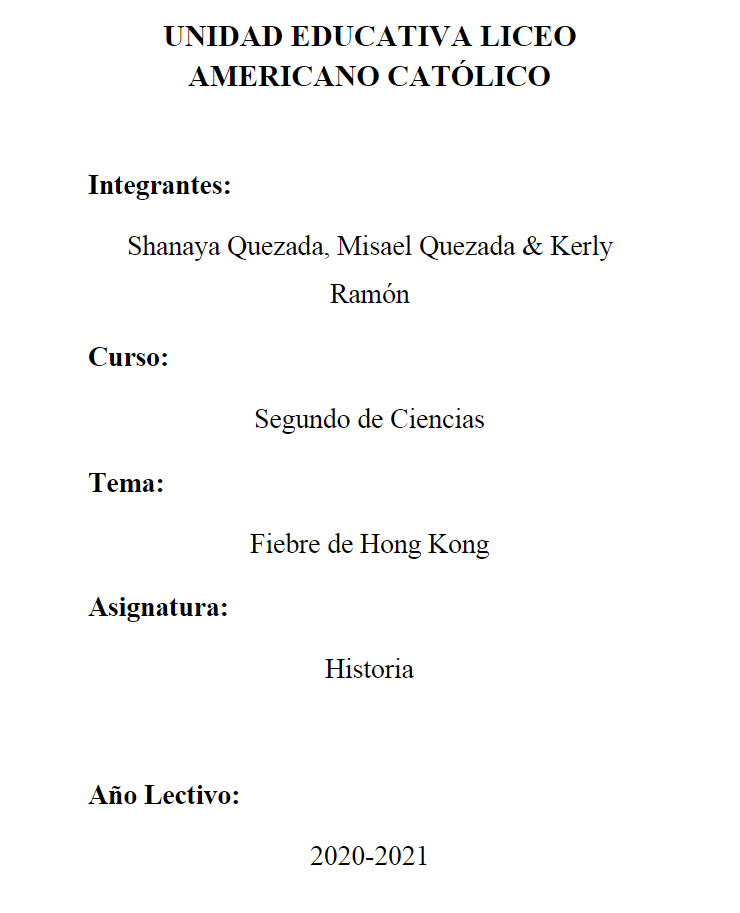 UNIDAD EDUCATIVA LICEO
AMERICANO CATÓLICO
Integrantes:
Shanaya Quezada, Misael Quezada & Kerly
Ramón
Curso:
Segundo de Ciencias
Tema:
Fiebre de Hong Kong
Asignatura:
Historia
Año Lectivo:
2020-2021